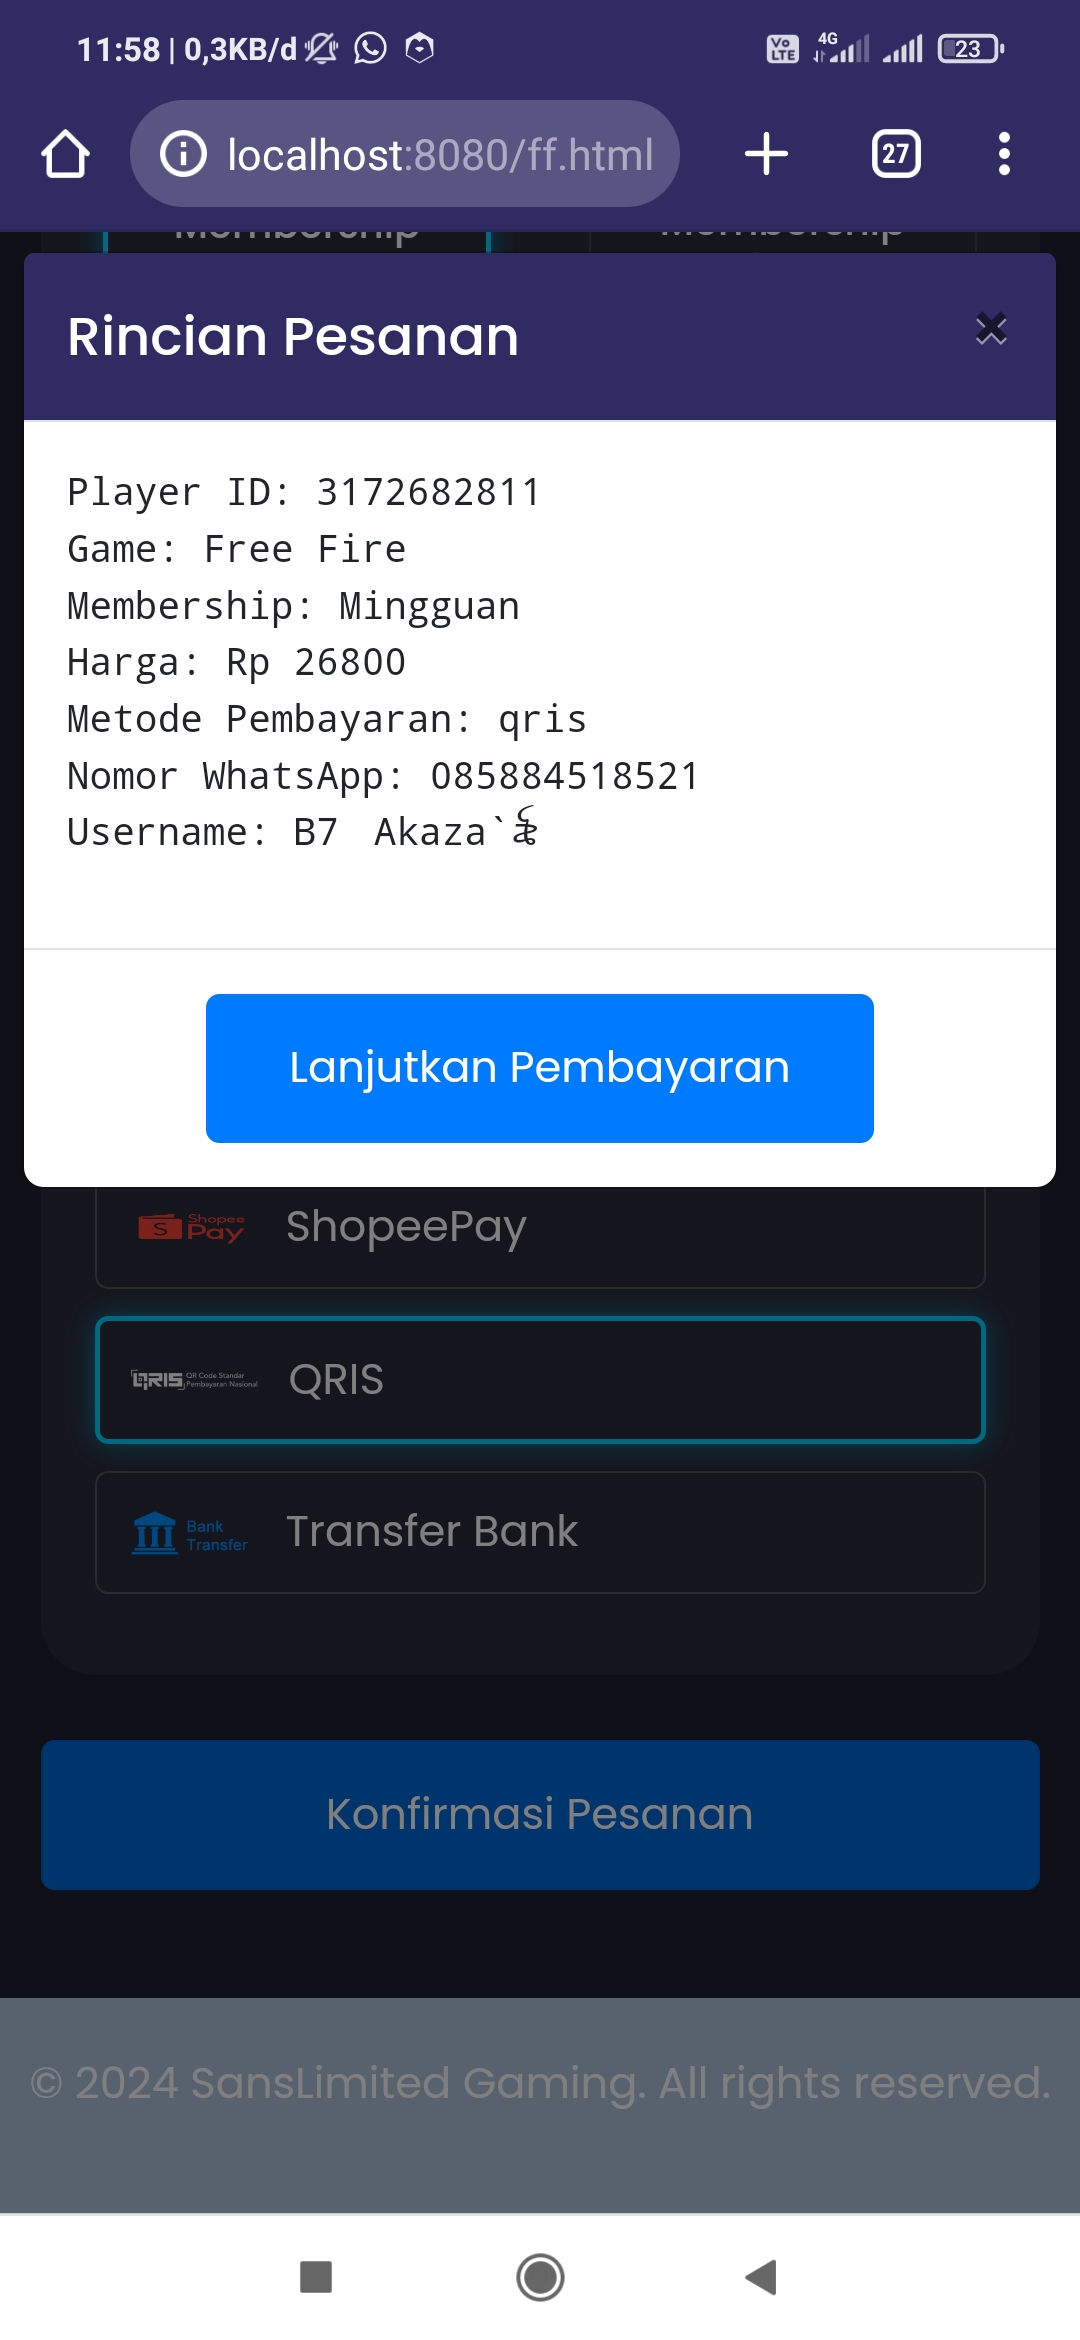 11:58 | 0,3KB/d
Vo LTE 4G 23
localhost:8080/ff.html
27
Membership Membership
Rincian Pesanan
Player ID: 3172682811
Game: Free Fire
Membership: Mingguan
Harga: Rp 26800
Metode Pembayaran: qris
Nomor WhatsApp: 085884518521
Username: B7 Akaza`
Lanjutkan Pembayaran
S Shopee Pay ShopeePay
QRIS QR Code Standar Pembayaran Nasional QRIS
Bank Transfer Transfer Bank
Konfirmasi Pesanan
© 2024 SansLimited Gaming. All rights reserved.